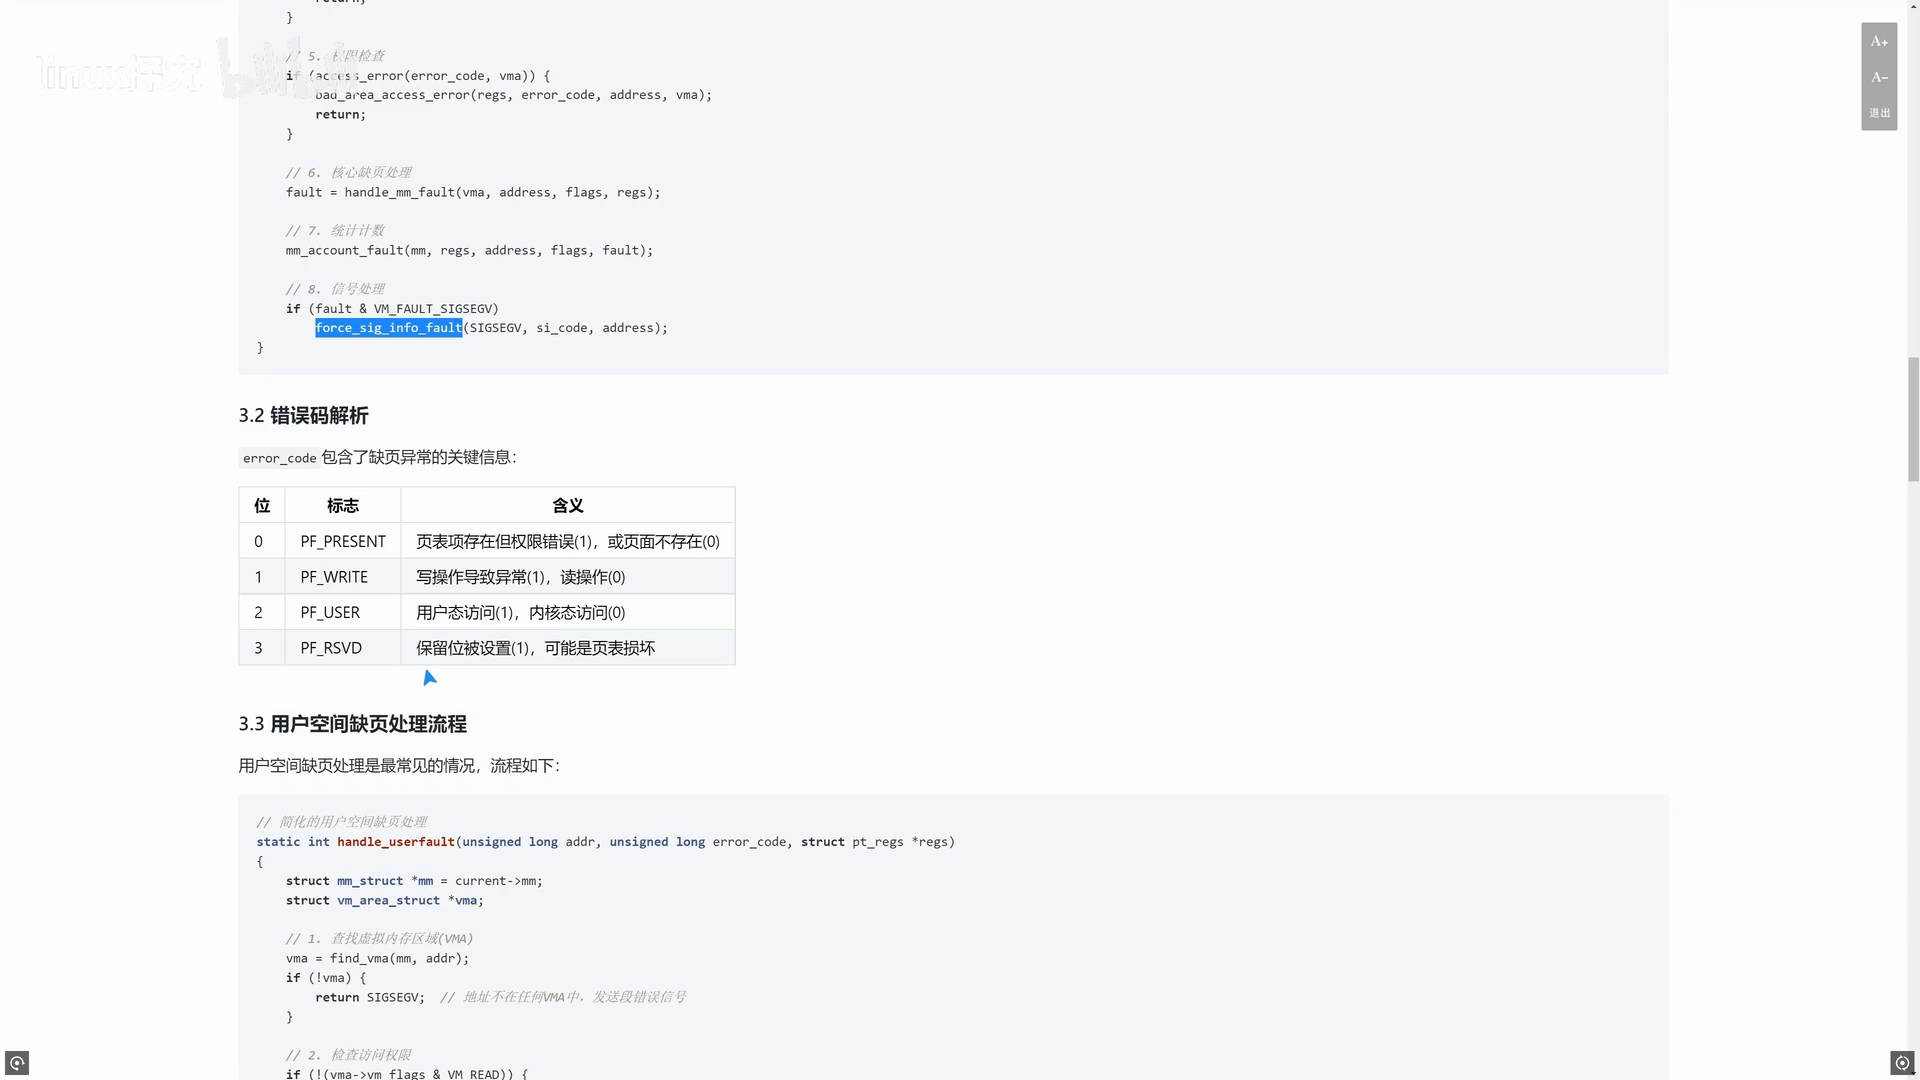 }
// 5. 权限检查
if (access_error(error_code, vma)) {
bad_area_access_error(regs, error_code, address, vma);
return;
}
// 6. 核心缺页处理
fault = handle_mm_fault(vma, address, flags, regs);
// 7. 统计计数
mm_account_fault(mm, regs, address, flags, fault);
// 8. 信号处理
if (fault & VM_FAULT_SIGSEGV)
force_sig_info_fault(SIGSEGV, si_code, address);
}
3.2 错误码解析
error_code 包含了缺页异常的关键信息：
位 标志 含义
0 PF_PRESENT 页表项存在但权限错误(1)，或页面不存在(0)
1 PF_WRITE 写操作导致异常(1)，读操作(0)
2 PF_USER 用户态访问(1)，内核态访问(0)
3 PF_RSVD 保留位被设置(1)，可能是页表损坏
3.3 用户空间缺页处理流程
用户空间缺页处理是最常见的情况，流程如下：
// 简化的用户空间缺页处理
static int handle_userfault(unsigned long addr, unsigned long error_code, struct pt_regs *regs)
{
struct mm_struct *mm = current->mm;
struct vm_area_struct *vma;
// 1. 查找虚拟内存区域(VMA)
vma = find_vma(mm, addr);
if (!vma) {
return SIGSEGV; // 地址不在任何VMA中，发送段错误信号
}
// 2. 检查访问权限
if (!(vma->vm_flags & VM_READ)) {
linux探究 bilibili
A+
A-
退出